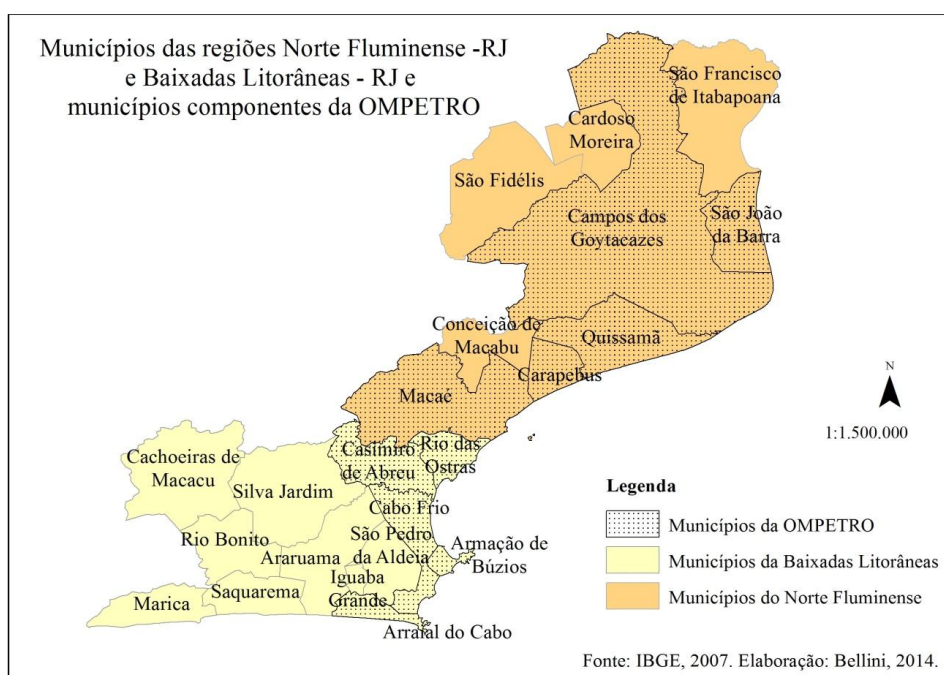 Municípios das regiões Norte Fluminense -RJ
e Baixadas Litorâneas - RJ e
municípios componentes da OMPETRO
São Francisco
de Itabapoana
Cardoso
Moreira
São Fidélis
Campos dos
Goytacazes
São João
da Barra
Conceição de
Macabu
Quissamã
Carapebus
Macaé
N
1:1.500.000
Casimiro
de Abreu
Rio das
Ostras
Cachoeiras de
Macacu
Silva Jardim
Cabo Frio
Rio Bonito
Araruama
São Pedro
da Aldeia
Armação de
Búzios
Iguaba
Grande
Saquarema
Marica
Arraial do Cabo
Legenda
Municípios da OMPETRO
Municípios da Baixadas Litorâneas
Municípios do Norte Fluminense
Fonte: IBGE, 2007. Elaboração: Bellini, 2014.